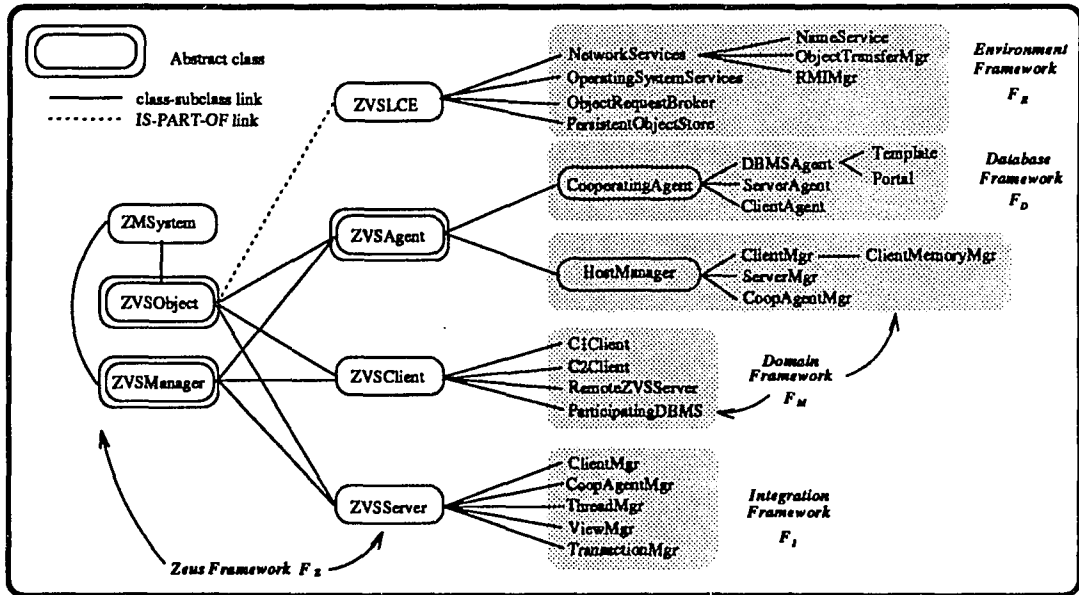 Abstract class
class-subclass link
IS-PART-OF link
ZMSystem
ZVSObject
ZVSManager
Zeus Framework F Z
ZVSLCE
ZVSAgent
ZVSClient
ZVSServer
NetworkServices
OperatingSystemServices
ObjectRequestBroker
PersistentObjectStore
NameService
ObjectTransferMgr
RMIMgr
Environment
Framework
F E
CooperatingAgent
DBMSAgent
ServerAgent
ClientAgent
Template
Portal
Database
Framework
F D
HostManager
ClientMgr
ServerMgr
CoopAgentMgr
ClientMemoryMgr
C1Client
C2Client
RemoteZVSServer
ParticipatingDBMS
Domain
Framework
F M
ClientMgr
CoopAgentMgr
ThreadMgr
ViewMgr
TransactionMgr
Integration
Framework
F I